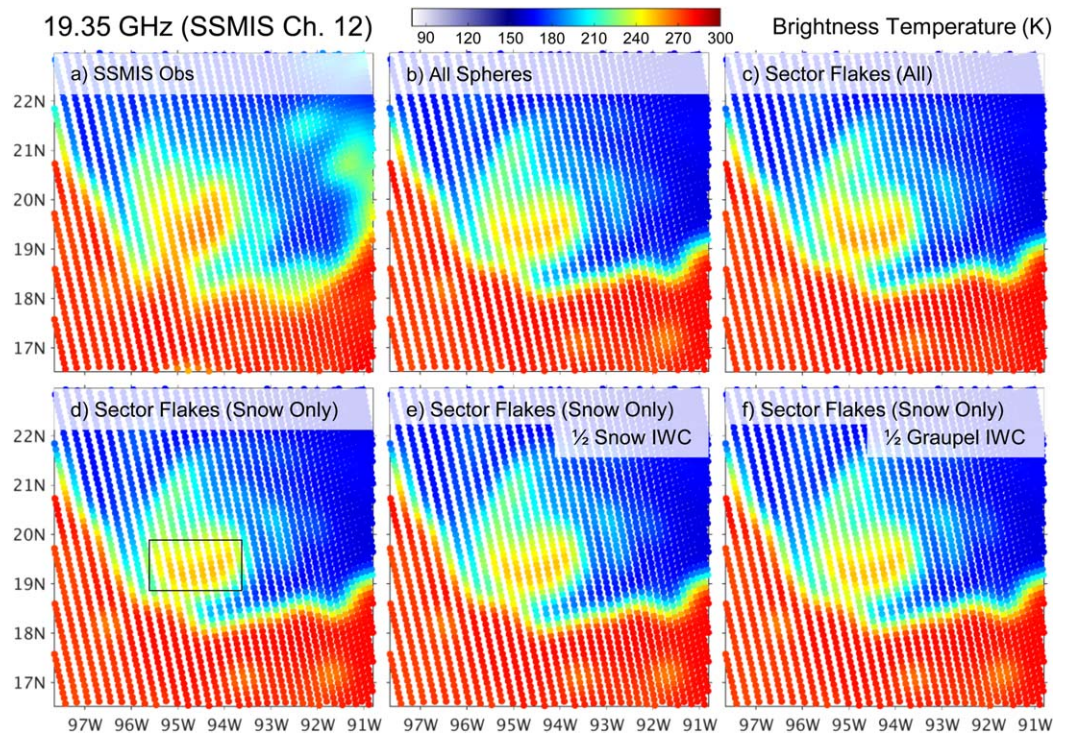 19.35 GHz (SSMIS Ch. 12)
90 120 150 180 210 240 270 300
Brightness Temperature (K)
a) SSMIS Obs
b) All Spheres
c) Sector Flakes (All)
22N
21N
20N
19N
18N
17N
d) Sector Flakes (Snow Only)
e) Sector Flakes (Snow Only)
½ Snow IWC
f) Sector Flakes (Snow Only)
½ Graupel IWC
22N
21N
20N
19N
18N
17N
97W 96W 95W 94W 93W 92W 91W
97W 96W 95W 94W 93W 92W 91W
97W 96W 95W 94W 93W 92W 91W